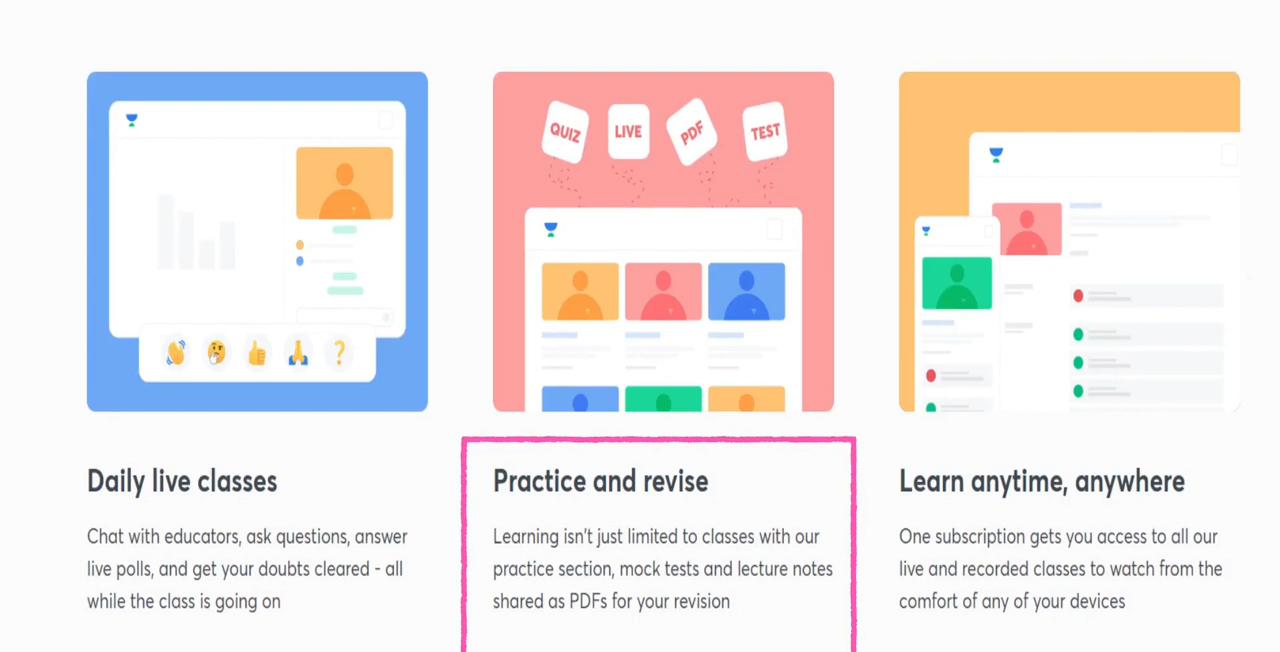 QUIZ
LIVE
PDF
TEST
Daily live classes
Chat with educators, ask questions, answer
live polls, and get your doubts cleared - all
while the class is going on
Practice and revise
Learning isn't just limited to classes with our
practice section, mock tests and lecture notes
shared as PDFs for your revision
Learn anytime, anywhere
One subscription gets you access to all our
live and recorded classes to watch from the
comfort of any of your devices